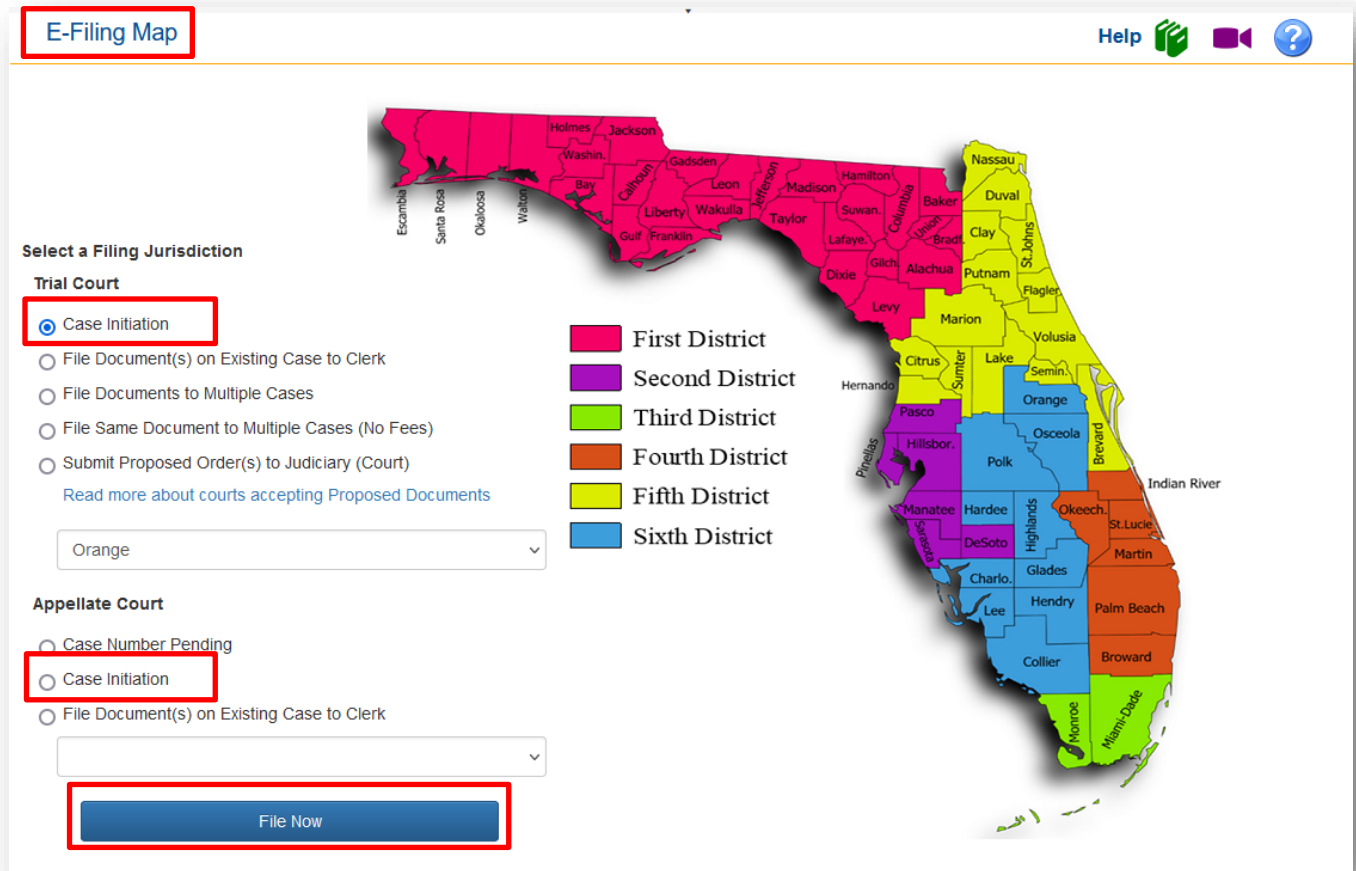 E-Filing Map
Help
?
Select a Filing Jurisdiction
Trial Court
Case Initiation
File Document(s) on Existing Case to Clerk
File Documents to Multiple Cases
File Same Document to Multiple Cases (No Fees)
Submit Proposed Order(s) to Judiciary (Court)
Read more about courts accepting Proposed Documents
Orange
Appellate Court
Case Number Pending
Case Initiation
File Document(s) on Existing Case to Clerk
File Now
First District
Second District
Third District
Fourth District
Fifth District
Sixth District
Escambia
Santa Rosa
Okaloosa
Walton
Holmes
Jackson
Washin.
Bay
Calhoun
Gadsden
Leon
Liberty
Wakulla
Gulf
Franklin
Jefferson
Madison
Taylor
Hamilton
Suwan.
Columbia
Lafaye.
Baker
Union
Bradf.
Dixie
Gilch.
Alachua
Levy
Nassau
Duval
Clay
St.Johns
Putnam
Flagler
Marion
Volusia
Citrus
Sumter
Lake
Semin.
Hernando
Orange
Pasco
Osceola
Brevard
Hillsbor.
Pinellas
Polk
Indian River
Manatee
Hardee
Highlands
Okeech.
St.Lucie
Sarasota
DeSoto
Martin
Charlo.
Glades
Lee
Hendry
Palm Beach
Collier
Broward
Monroe
Miami-Dade